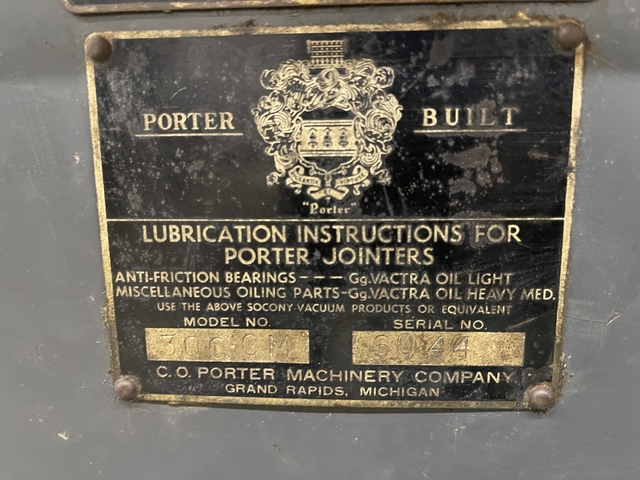 PORTER BUILT
"Porter"
LUBRICATION INSTRUCTIONS FOR
PORTER JOINTERS
ANTI-FRICTION BEARINGS---Gg. VACTRA OIL LIGHT
MISCELLANEOUS OILING PARTS-Gg. VACTRA OIL HEAVY MED.
USE THE ABOVE SOCONY-VACUUM PRODUCTS OR EQUIVALENT
MODEL NO. SERIAL NO.
6044
C.O. PORTER MACHINERY COMPANY
GRAND RAPIDS, MICHIGAN